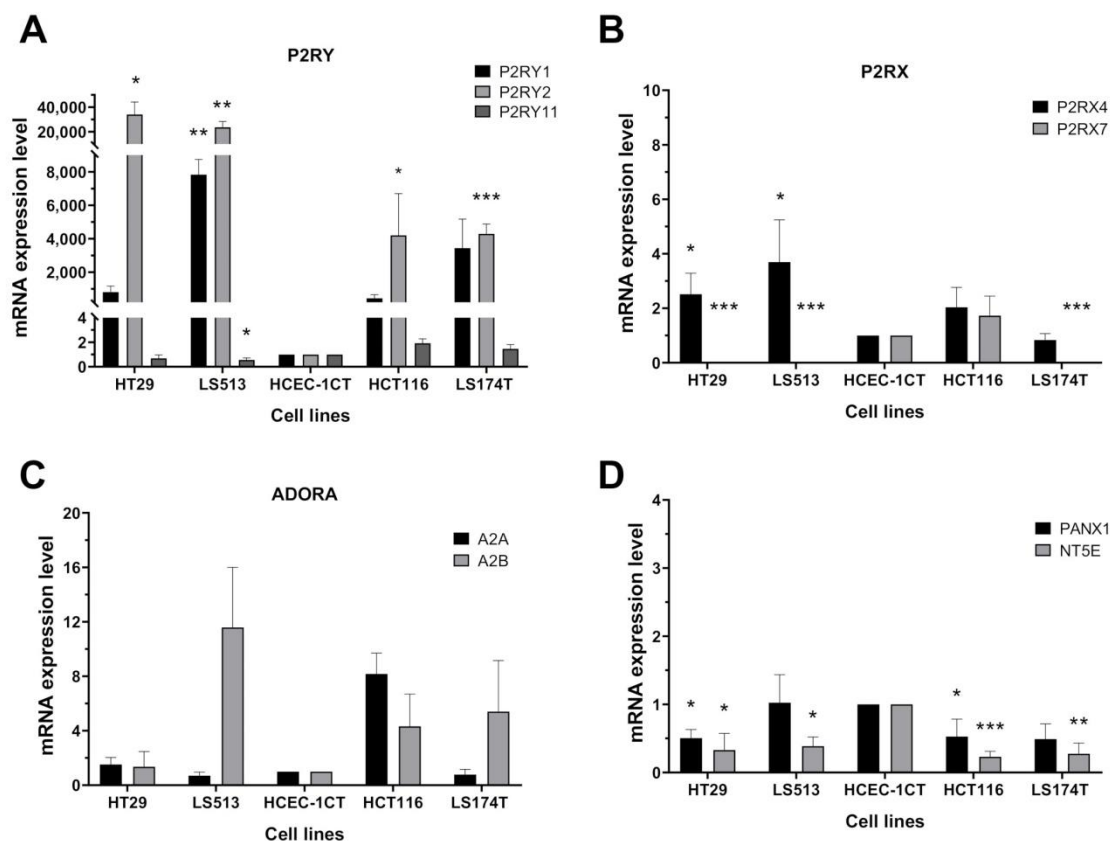 A
P2RY
P2RY1
P2RY2
P2RY11
mRNA expression level
40,000
20,000
8,000
6,000
4,000
2,000
4
2
0
*
**
**
*
*
***
HT29 LS513 HCEC-1CT HCT116 LS174T
Cell lines
B
P2RX
P2RX4
P2RX7
mRNA expression level
10
8
6
4
2
0
*
***
*
***
***
HT29 LS513 HCEC-1CT HCT116 LS174T
Cell lines
C
ADORA
A2A
A2B
mRNA expression level
20
16
12
8
4
0
HT29 LS513 HCEC-1CT HCT116 LS174T
Cell lines
D
PANX1
NT5E
mRNA expression level
4
3
2
1
0
*
*
*
*
***
**
HT29 LS513 HCEC-1CT HCT116 LS174T
Cell lines